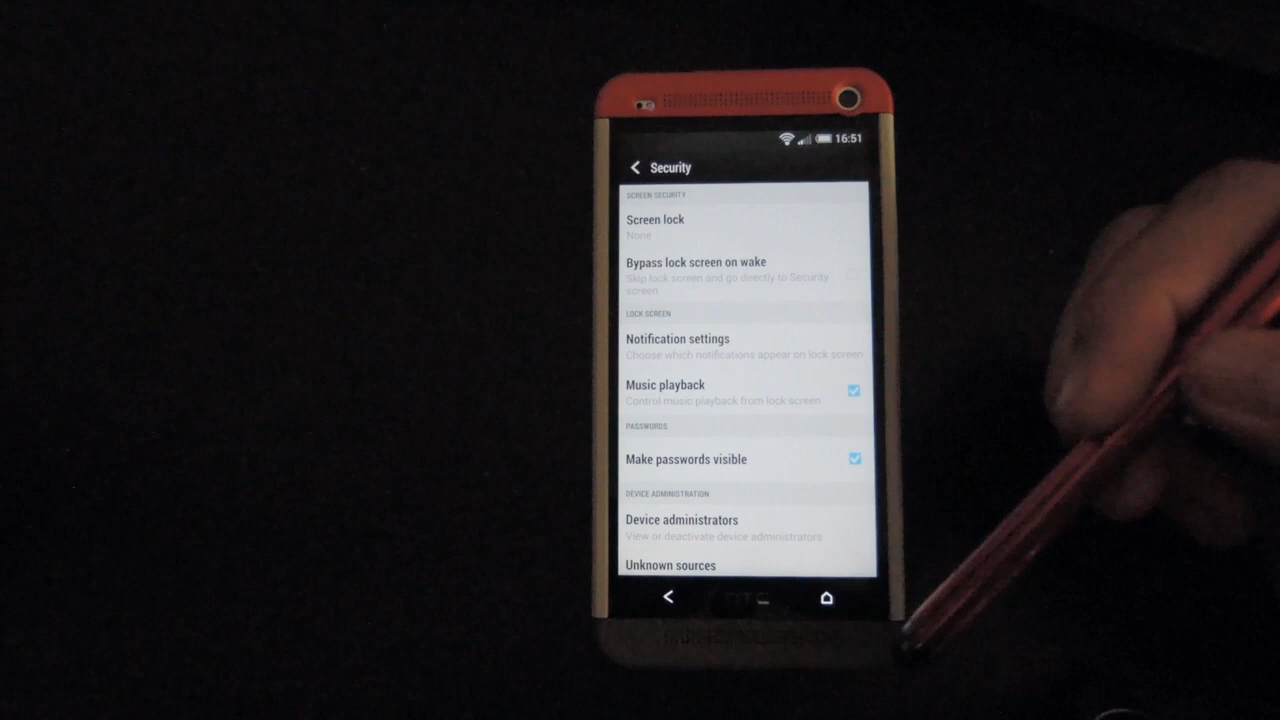 16:51
Security
SCREEN SECURITY
Screen lock
None
Bypass lock screen on wake
Skip lock screen and go directly to Security
screen
LOCK SCREEN
Notification settings
Choose which notifications appear on lock screen
Music playback
Control music playback from lock screen
PASSWORDS
Make passwords visible
DEVICE ADMINISTRATION
Device administrators
View or deactivate device administrators
Unknown sources
hTC